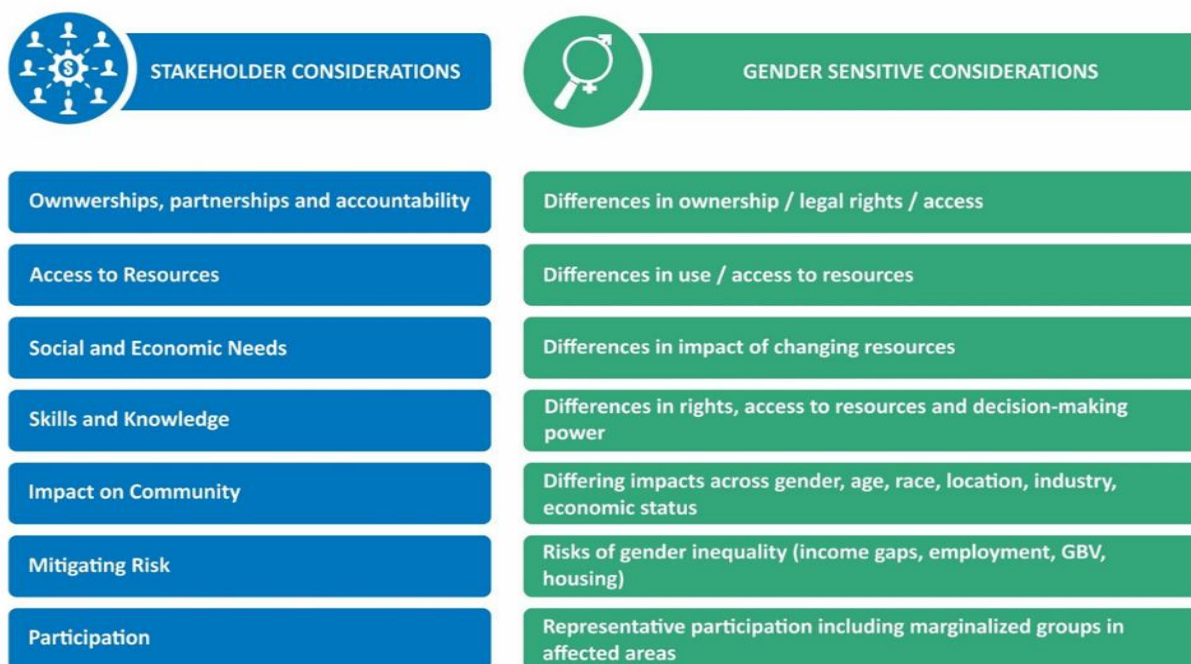 STAKEHOLDER CONSIDERATIONS
GENDER SENSITIVE CONSIDERATIONS
Ownwerships, partnerships and accountability
Differences in ownership / legal rights / access
Access to Resources
Differences in use / access to resources
Social and Economic Needs
Differences in impact of changing resources
Skills and Knowledge
Differences in rights, access to resources and decision-making
power
Impact on Community
Differing impacts across gender, age, race, location, industry,
economic status
Mitigating Risk
Risks of gender inequality (income gaps, employment, GBV,
housing)
Participation
Representative participation including marginalized groups in
affected areas